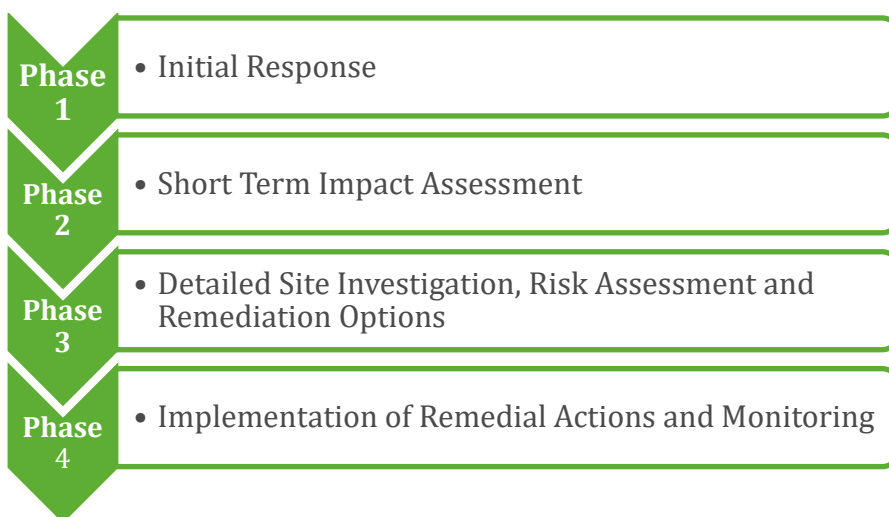 Phase
1
• Initial Response
Phase
2
• Short Term Impact Assessment
Phase
3
• Detailed Site Investigation, Risk Assessment and
Remediation Options
Phase
4
• Implementation of Remedial Actions and Monitoring